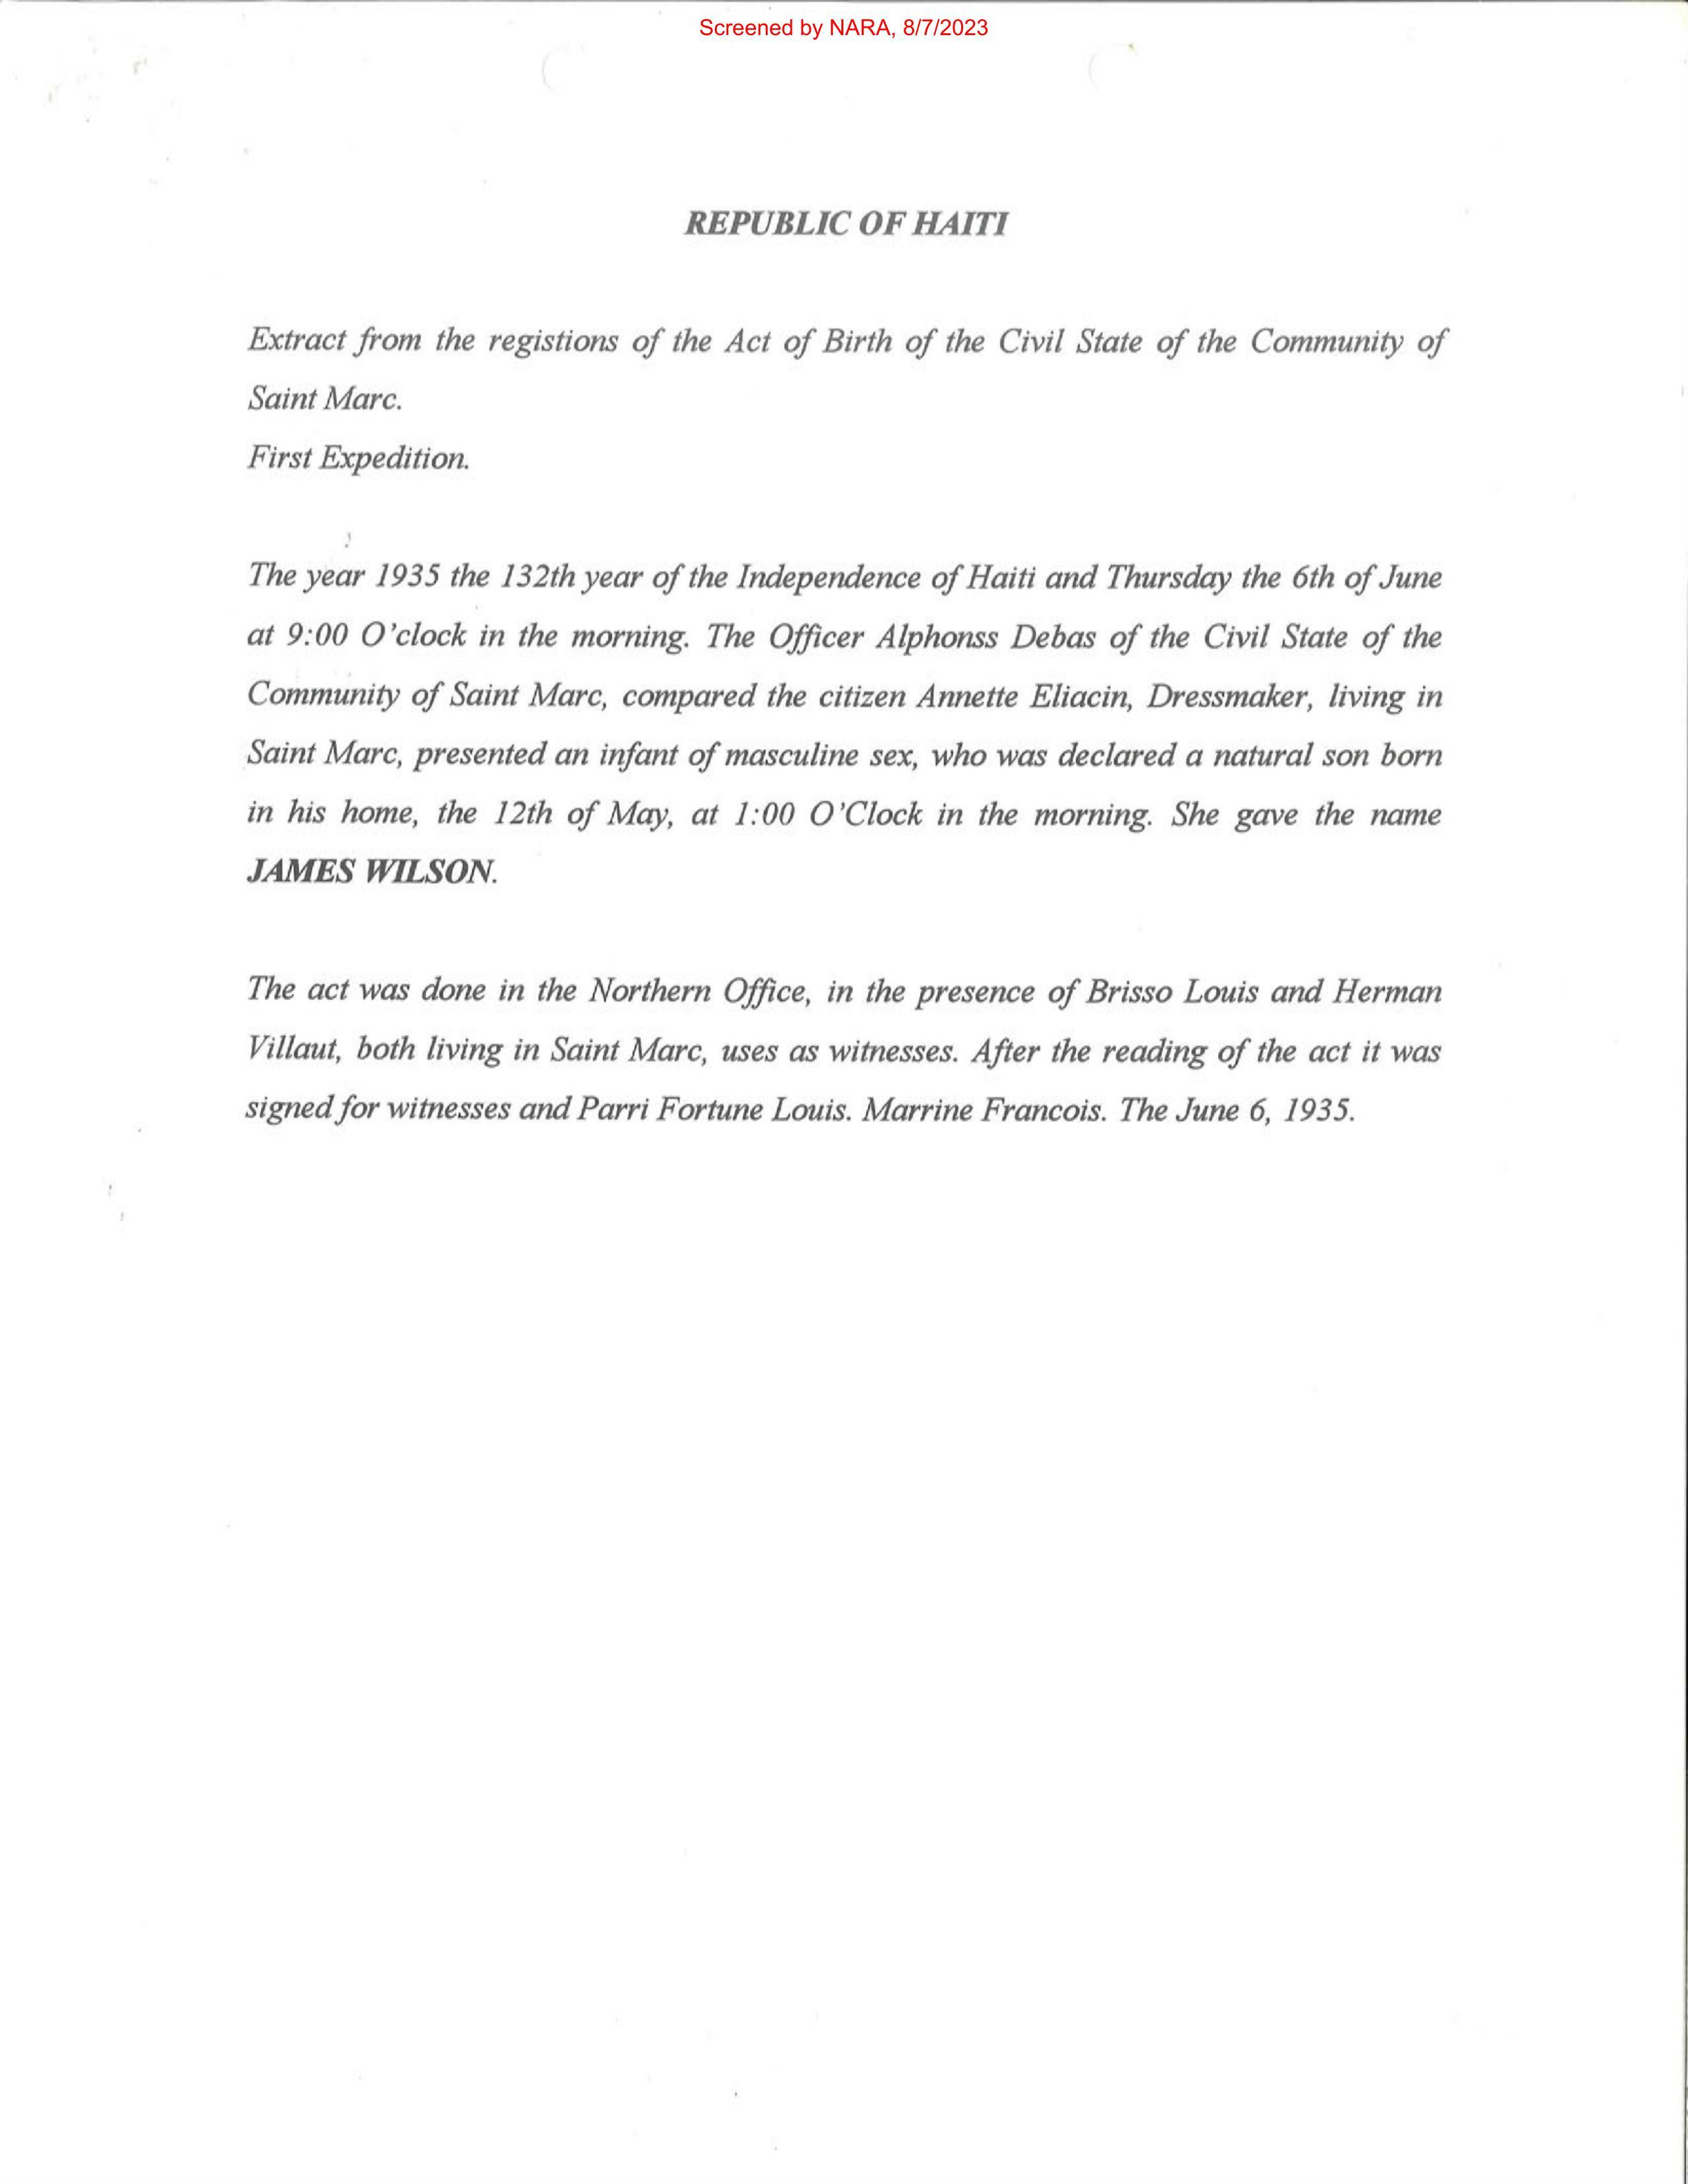 Screened by NARA, 8/7/2023
REPUBLIC OF HAITI
Extract from the registions of the Act of Birth of the Civil State of the Community of
Saint Marc.
First Expedition.
The year 1935 the 132th year of the Independence of Haiti and Thursday the 6th of June
at 9:00 O'clock in the morning. The Officer Alphonss Debas of the Civil State of the
Community of Saint Marc, compared the citizen Annette Eliacin, Dressmaker, living in
Saint Marc, presented an infant of masculine sex, who was declared a natural son born
in his home, the 12th of May, at 1:00 O'Clock in the morning. She gave the name
JAMES WILSON.
The act was done in the Northern Office, in the presence of Brisso Louis and Herman
Villaut, both living in Saint Marc, uses as witnesses. After the reading of the act it was
signed for witnesses and Parri Fortune Louis. Marrine Francois. The June 6, 1935.